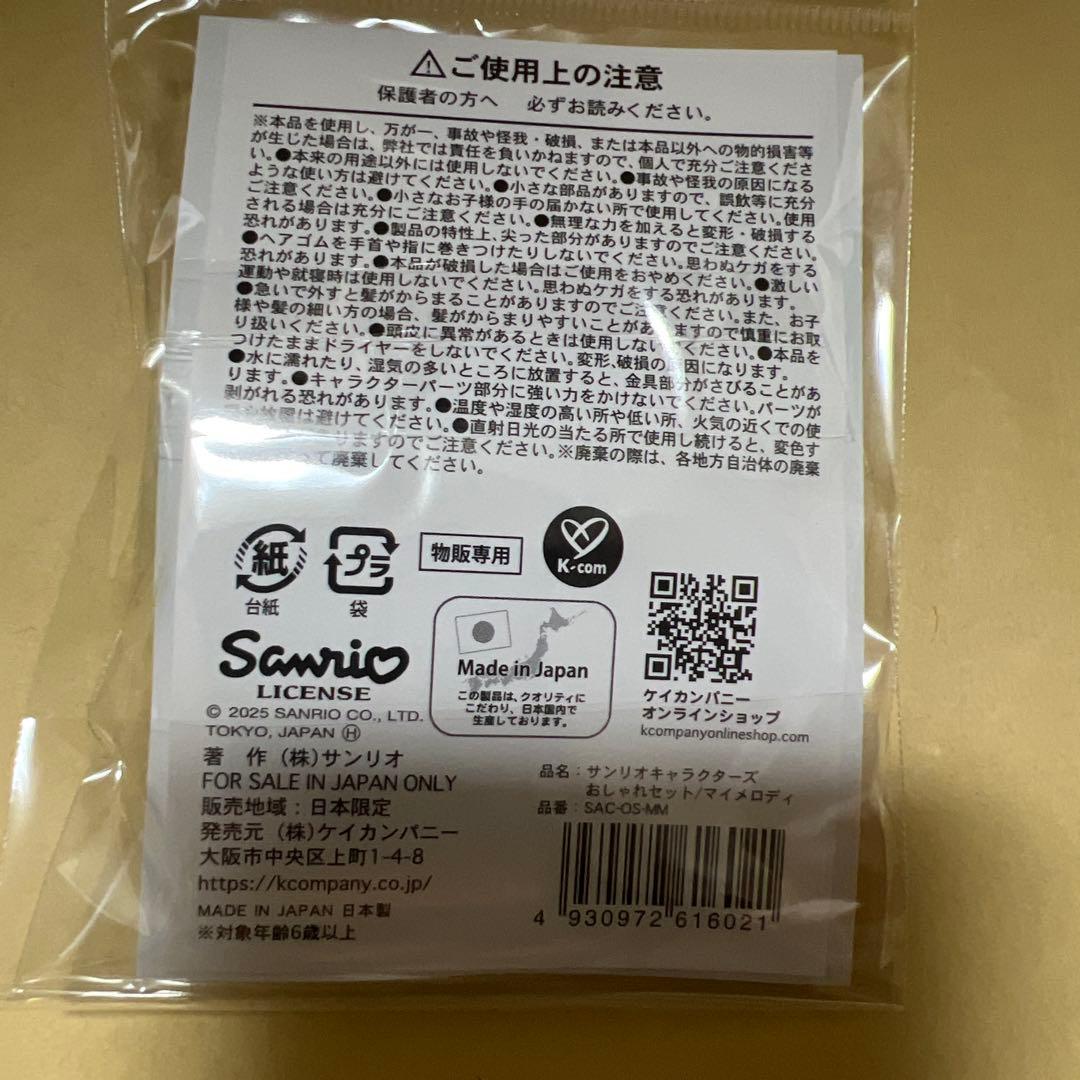 ⚠ご使用上の注意
保護者の方へ 必ずお読みください。
※本品を使用し、万が一、事故や怪我・破損、または本品以外への物的損害等
が生じた場合は、弊社では責任を負いかねますので、個人で充分ご注意くださ
い。●本来の用途以外には使用しないでください。●事故や怪我の原因になる
ような使い方は避けてください。●小さな部品がありますので、誤飲等に充分
ご注意ください。●小さなお子様の手の届かない所で使用してください。使用
される場合は充分にご注意ください。●無理な力を加えると変形・破損する
恐れがあります。●製品の特性上、尖った部分がありますのでご注意ください。
●ヘアゴムを手首や指に巻きつけたりしないでください。思わぬケガをする
恐れがあります。●本品が破損した場合はご使用をおやめください。●激しい
運動や就寝時は使用しないでください。思わぬケガをする恐れがあります。
●急いで外すと髪がからまることがありますのでご注意ください。また、お子
様や髪の細い方の場合、髪がからまりやすいことがありますので慎重にお取
り扱いください。●頭皮に異常があるときは使用しないでください。●本品を
つけたままドライヤーをしないでください。変形、破損の原因になります。
●水に濡れたり、湿気の多いところに放置すると、金具部分がさびることがあ
ります。●キャラクターパーツ部分に強い力をかけないでください。パーツが
剥がれる恐れがあります。●温度や湿度の高い所や低い所、火気の近くでの使
は避けてください。●直射日光の当たる所で使用し続けると、変色す
りますのでご注意ください。※廃棄の際は、各地方自治体の廃棄
て廃棄してください。
紙
台紙
プラ
袋
物販専用
K-com
Sanrio
LICENSE
© 2025 SANRIO CO., LTD.
TOKYO, JAPAN Ⓗ
Made in Japan
この製品は、クオリティに
こだわり、日本国内で
生産しております。
ケイカンパニー
オンラインショップ
kcompanyonlineshop.com
著 作 (株)サンリオ
FOR SALE IN JAPAN ONLY
販売地域:日本限定
発売元 (株)ケイカンパニー
大阪市中央区上町1-4-8
https://kcompany.co.jp/
MADE IN JAPAN 日本製
※対象年齢6歳以上
品名:サンリオキャラクターズ
おしゃれセット/マイメロディ
品番:SAC-OS-MM
4 930972 616021